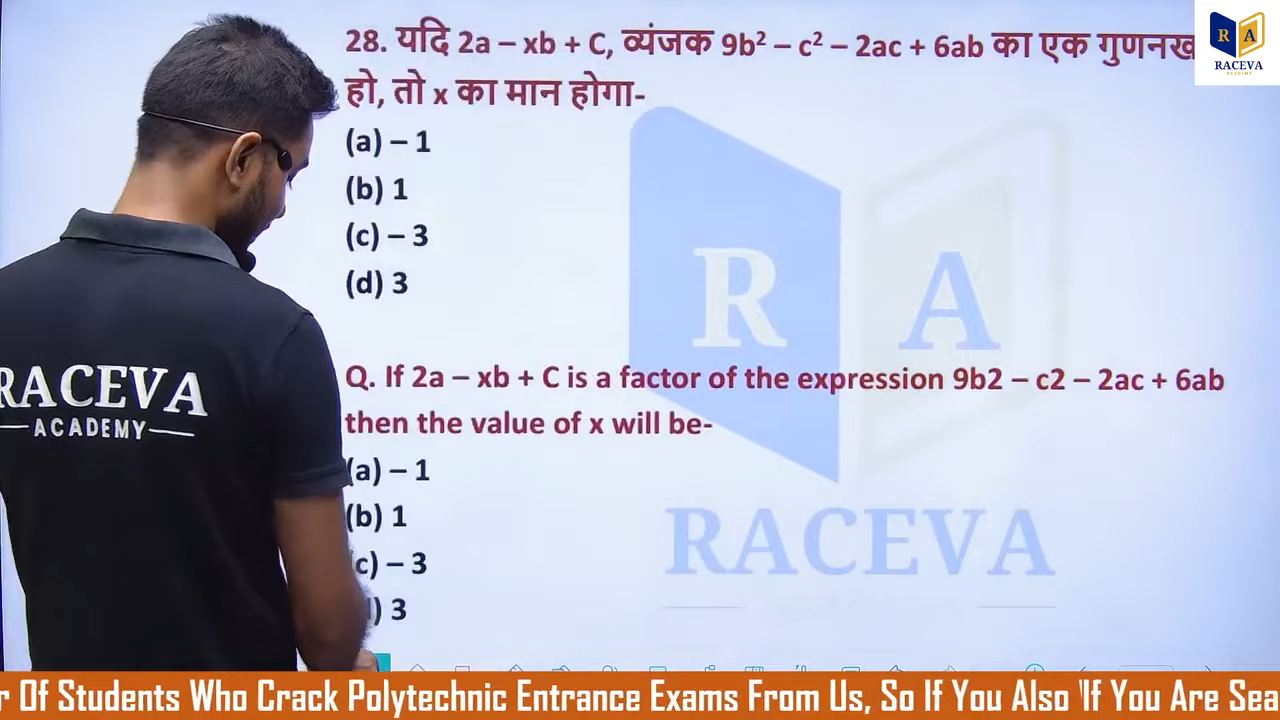 28. यदि 2a – xb + C, व्यंजक 9b² – c² – 2ac + 6ab का एक गुणनख
हो, तो x का मान होगा-
(a) – 1
(b) 1
(c) – 3
(d) 3
Q. If 2a – xb + C is a factor of the expression 9b2 – c2 – 2ac + 6ab
then the value of x will be-
(a) – 1
(b) 1
c) – 3
) 3
R A
RACEVA
R A
RACEVA
ACADEMY
RACEVA
ACADEMY
r Of Students Who Crack Polytechnic Entrance Exams From Us, So If You Also 'If You Are Sea